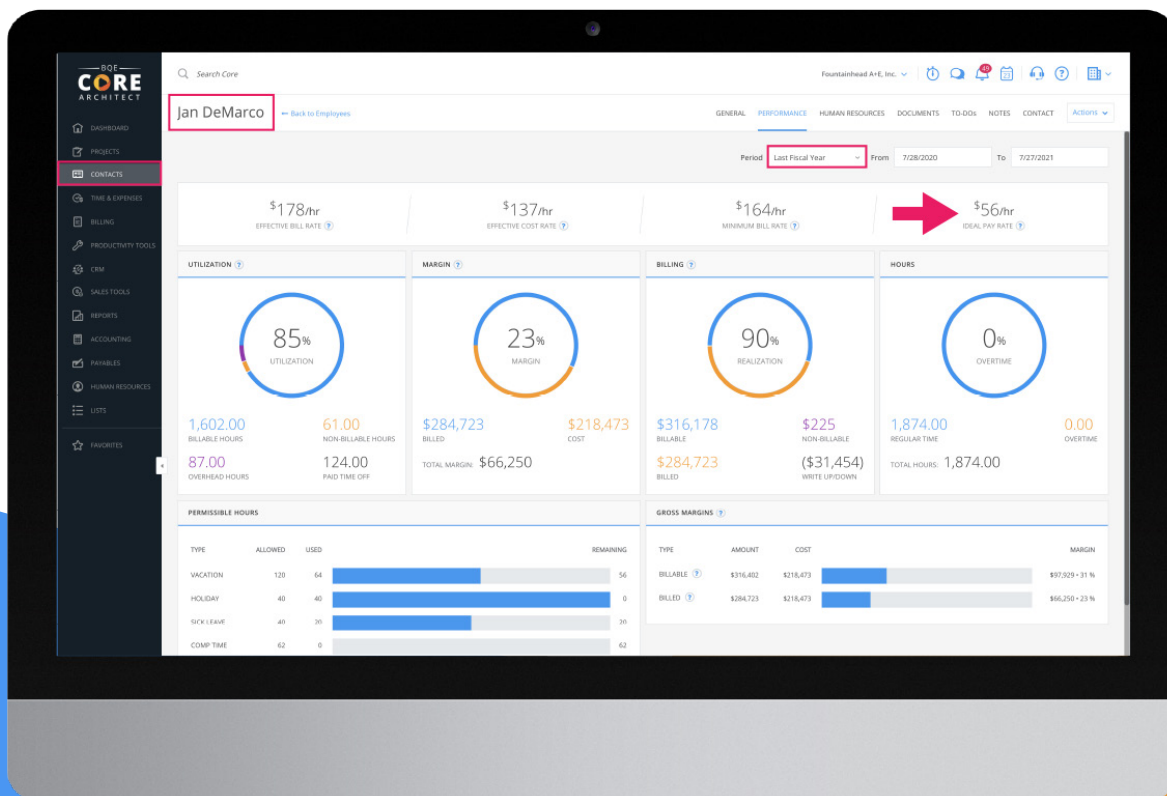 BQE
CORE
ARCHITECT
DASHBOARD
PROJECTS
CONTACTS
TIME & EXPENSES
BILLING
PRODUCTIVITY TOOLS
CRM
SALES TOOLS
REPORTS
ACCOUNTING
PAYABLES
HUMAN RESOURCES
LISTS
FAVORITES
Search Core
Fountainhead A+E, Inc.
49
Jan DeMarco
← Back to Employees
GENERAL PERFORMANCE HUMAN RESOURCES DOCUMENTS TO-DOs NOTES CONTACT Actions
Period Last Fiscal Year From 7/28/2020 To 7/27/2021
$178/hr
EFFECTIVE BILL RATE ?
$137/hr
EFFECTIVE COST RATE ?
$164/hr
MINIMUM BILL RATE ?
$56/hr
IDEAL PAY RATE ?
UTILIZATION ?
85%
UTILIZATION
1,602.00 61.00
BILLABLE HOURS NON-BILLABLE HOURS
87.00 124.00
OVERHEAD HOURS PAID TIME OFF
MARGIN ?
23%
MARGIN
$284,723 $218,473
BILLED COST
TOTAL MARGIN: $66,250
BILLING ?
90%
REALIZATION
$316,178 $225
BILLABLE NON-BILLABLE
$284,723 ($31,454)
BILLED WRITE UP/DOWN
HOURS
0%
OVERTIME
1,874.00 0.00
REGULAR TIME OVERTIME
TOTAL HOURS: 1,874.00
PERMISSIBLE HOURS
TYPE ALLOWED USED REMAINING
VACATION 120 64 56
HOLIDAY 40 40 0
SICK LEAVE 40 20 20
COMP TIME 62 0 62
GROSS MARGINS ?
TYPE AMOUNT COST MARGIN
BILLABLE ? $316,402 $218,473 $97,929 • 31 %
BILLED ? $284,723 $218,473 $66,250 • 23 %